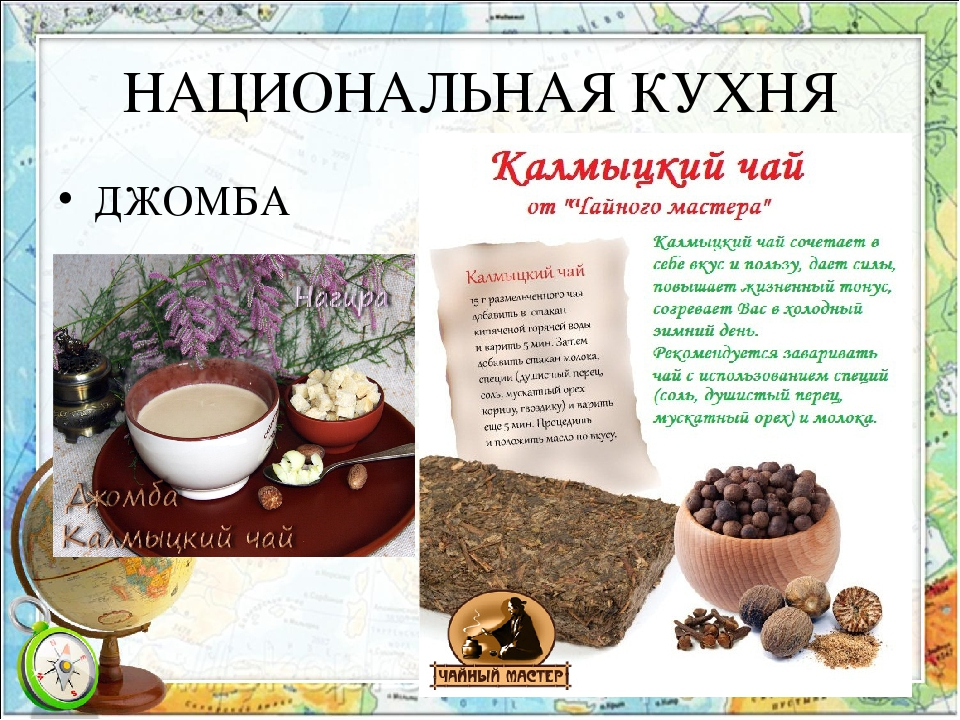 НАЦИОНАЛЬНАЯ КУХНЯ
• ДЖОМБА
Нагира
Джомба
Калмыцкий чай
Калмыцкий чай
от "Чайного мастера"
Калмыцкий чай
15 г размельченного чая
добавить в стакан
кипяченой горячей воды
и варить 5 мин. Затем
добавить стакан молока,
специи (душистый перец,
соль, мускатный орех
корицу, гвоздику) и варить
еще 5 мин. Процедить
и положить масло по вкусу.
Калмыцкий чай сочетает в
себе вкус и пользу, дает силы,
повышает жизненный тонус,
согревает Вас в холодный
зимний день.
Рекомендуется заваривать
чай с использованием специй
(соль, душистый перец,
мускатный орех) и молока.
ЧАЙНЫЙ МАСТЕР